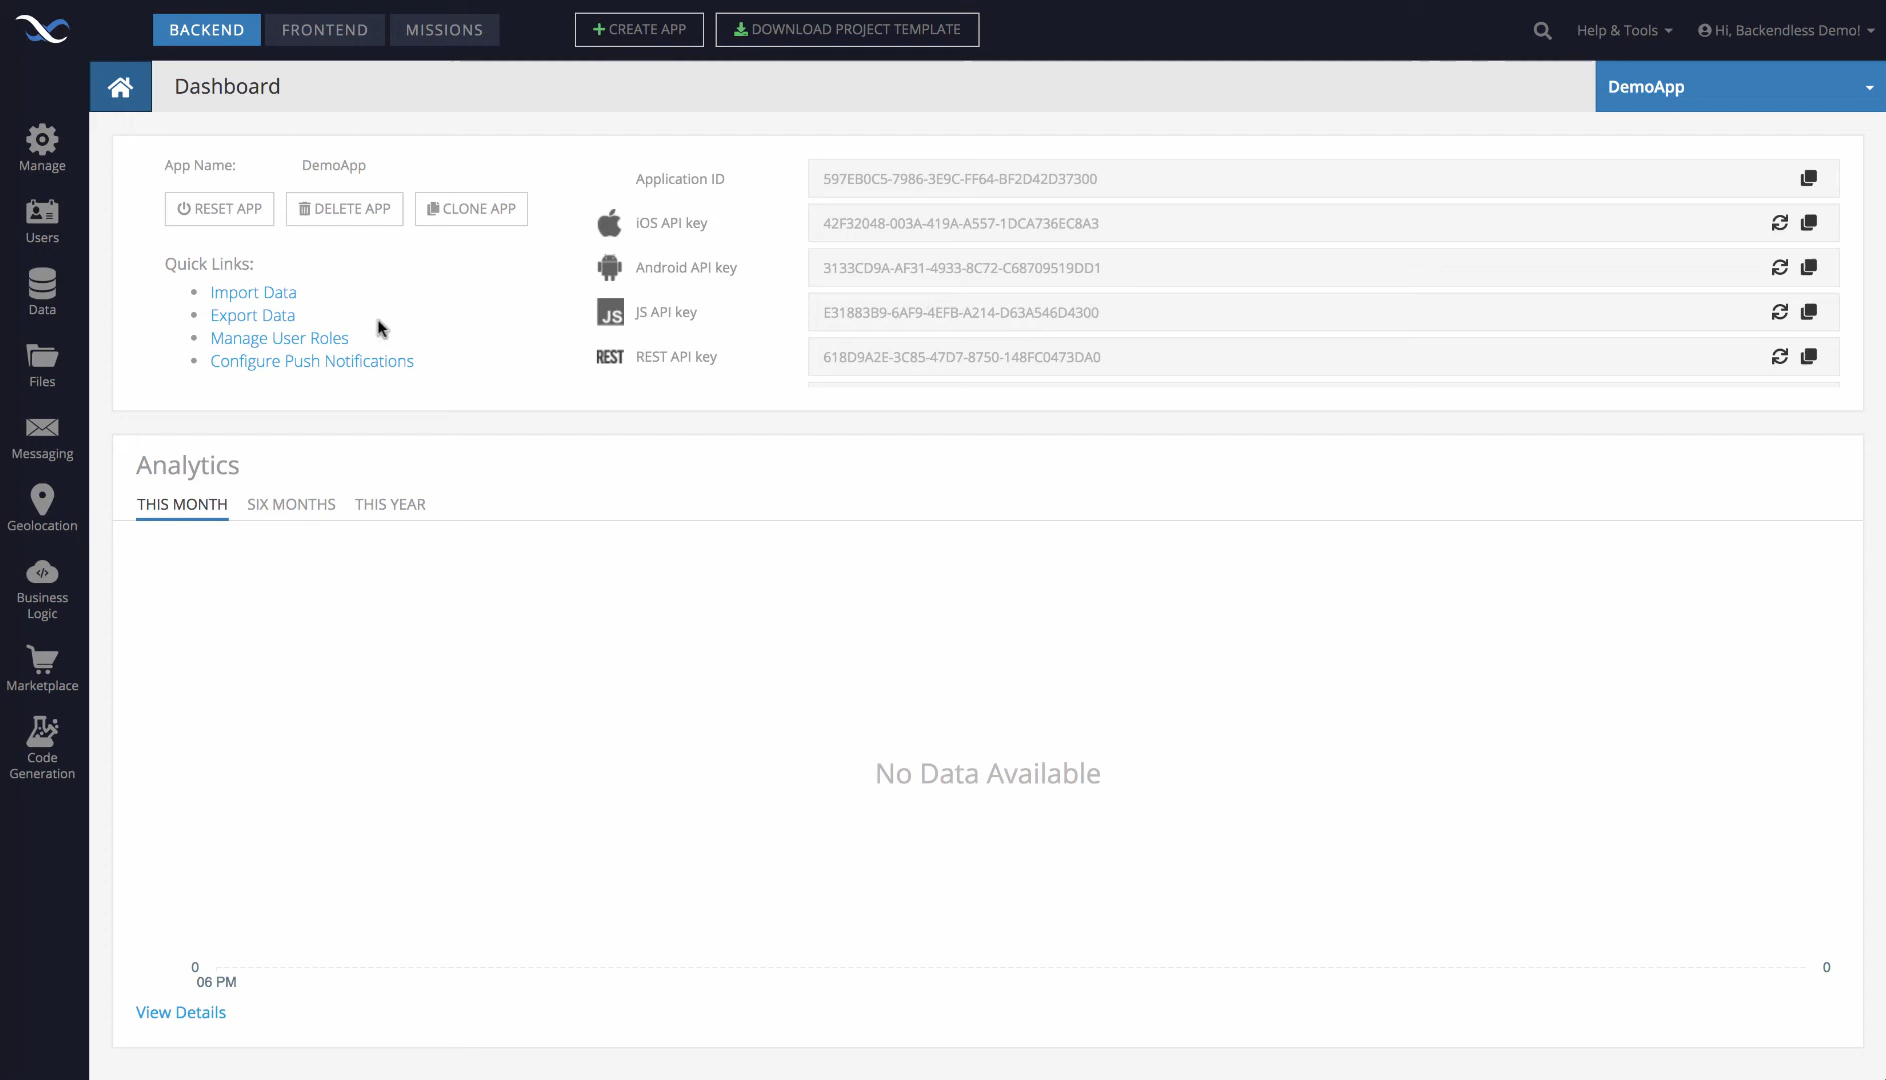 BACKEND FRONTEND MISSIONS
CREATE APP DOWNLOAD PROJECT TEMPLATE
Help & Tools Hi, Backendless Demo!
Dashboard
DemoApp
Manage
Users
Data
Files
Messaging
Geolocation
Business
Logic
Marketplace
Code
Generation
App Name: DemoApp
RESET APP DELETE APP CLONE APP
Quick Links:
Import Data
Export Data
Manage User Roles
Configure Push Notifications
Application ID 597EB0C5-7986-3E9C-FF64-BF2D42D37300
iOS API key 42F32048-003A-419A-A557-1DCA736EC8A3
Android API key 3133CD9A-AF31-4933-8C72-C68709519DD1
JS JS API key E31883B9-6AF9-4EFB-A214-D63A546D4300
REST REST API key 618D9A2E-3C85-47D7-8750-148FC0473DA0
Analytics
THIS MONTH SIX MONTHS THIS YEAR
No Data Available
0 0
06 PM
View Details